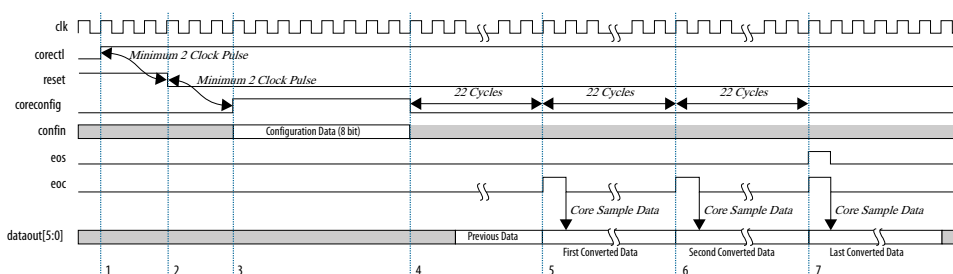 clk
corectl
Minimum 2 Clock Pulse
reset
Minimum 2 Clock Pulse
coreconfig
22 Cycles 22 Cycles 22 Cycles
confin
Configuration Data (8 bit)
eos
eoc
Core Sample Data Core Sample Data Core Sample Data
dataout[5:0]
Previous Data
First Converted Data Second Converted Data Last Converted Data
1 2 3 4 5 6 7